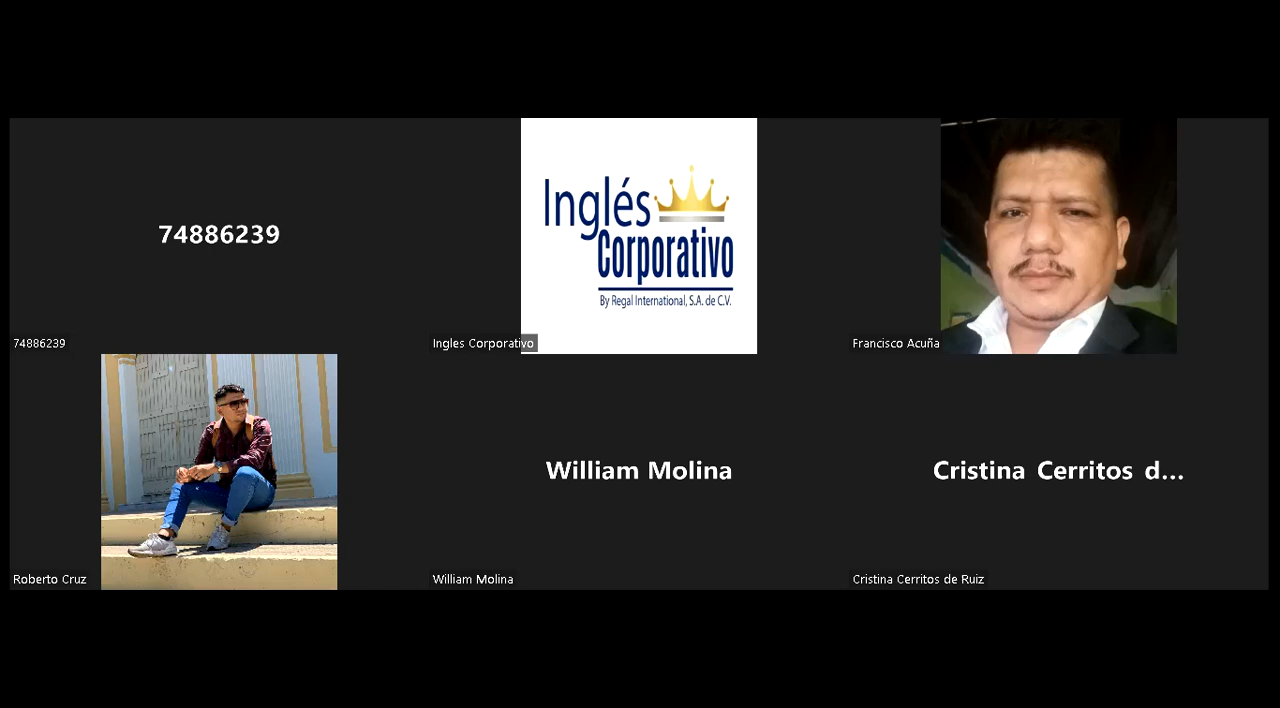 74886239
74886239
Inglés
Corporativo
By Regal International, S.A. de C.V.
Ingles Corporativo
Francisco Acuña
Roberto Cruz
William Molina
William Molina
Cristina Cerritos d...
Cristina Cerritos de Ruiz